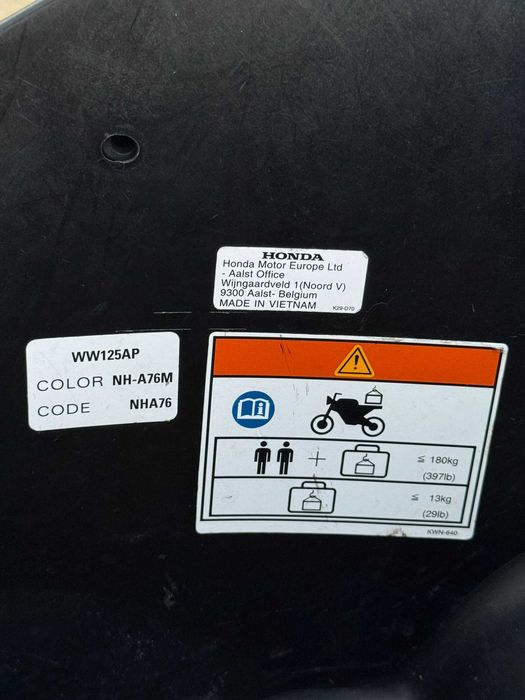 HONDA
Honda Motor Europe Ltd
- Aalst Office
Wijngaardveld 1(Noord V)
9300 Aalst- Belgium
MADE IN VIETNAM
K29-D70
WW125AP
COLOR NH-A76M
CODE NHA76
≦ 180kg
(397lb)
≦ 13kg
(29lb)
KWN-640